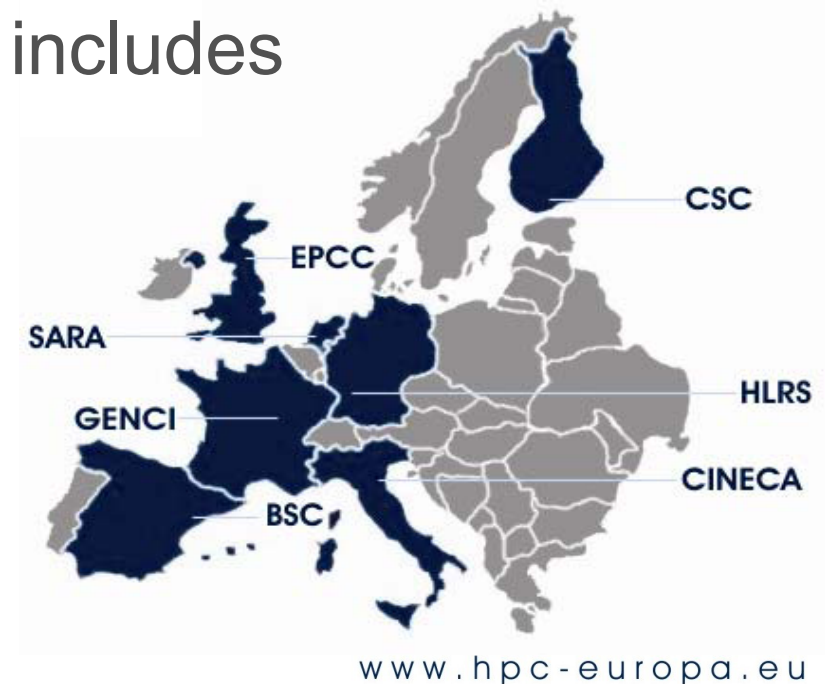 includes
CSC
EPCC
SARA
HLRS
GENCI
CINECA
BSC
www.hpc-europa.eu